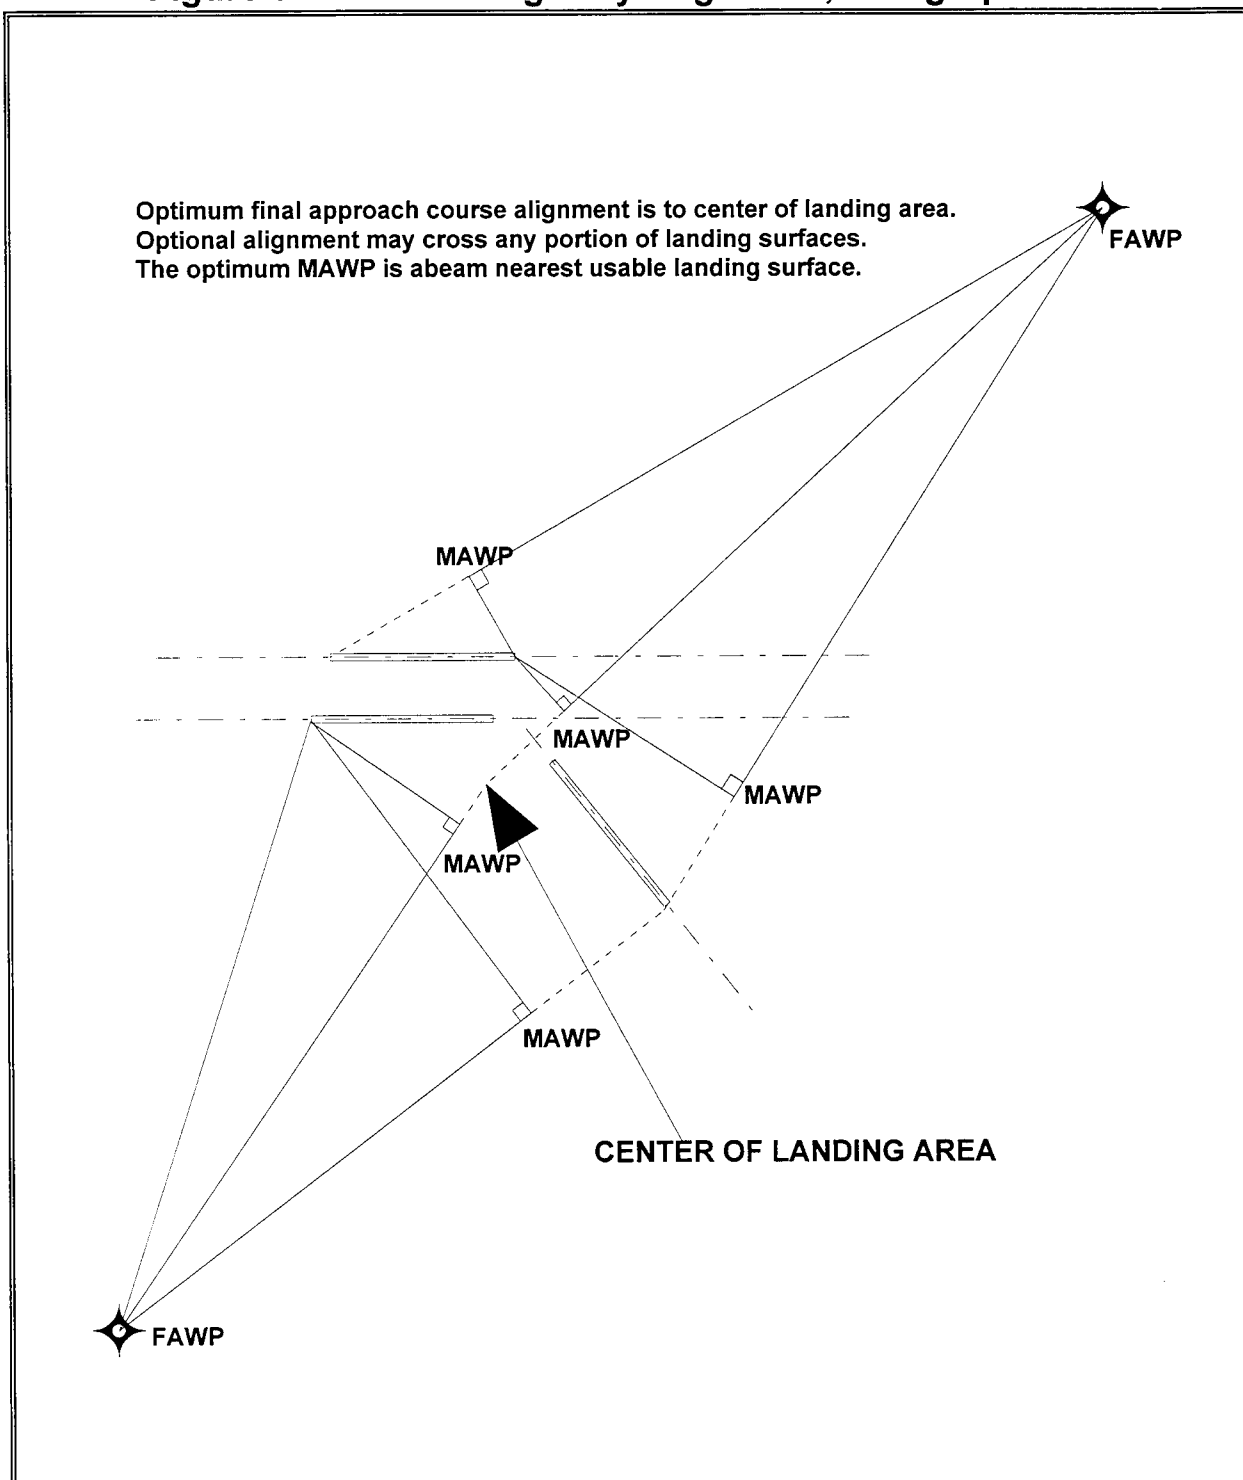 Optimum final approach course alignment is to center of landing area.
Optional alignment may cross any portion of landing surfaces.
The optimum MAWP is abeam nearest usable landing surface.
FAWP
MAWP
MAWP
MAWP
MAWP
MAWP
CENTER OF LANDING AREA
FAWP